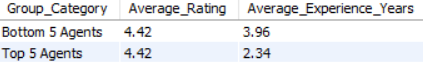 Group_Category Average_Rating Average_Experience_Years
Bottom 5 Agents 4.42 3.96
Top 5 Agents 4.42 2.34